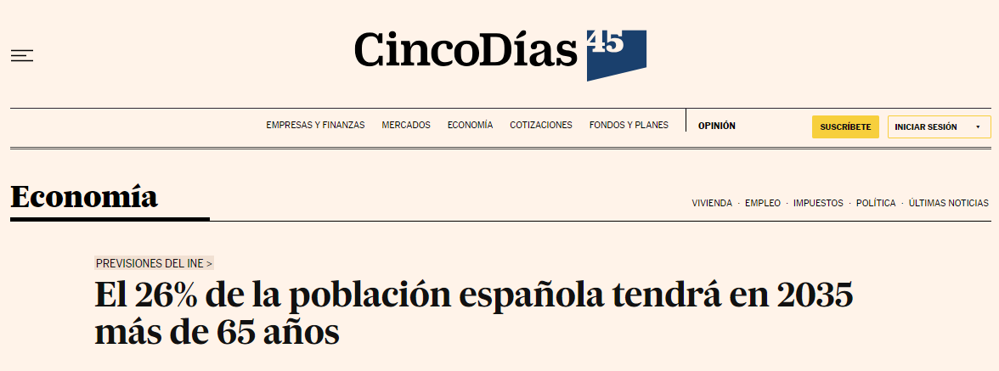 CincoDías 45
EMPRESAS Y FINANZAS MERCADOS ECONOMÍA COTIZACIONES FONDOS Y PLANES OPINIÓN SUSCRÍBETE INICIAR SESIÓN
Economía
VIVIENDA · EMPLEO · IMPUESTOS · POLÍTICA · ÚLTIMAS NOTICIAS
PREVISIONES DEL INE >
El 26% de la población española tendrá en 2035
más de 65 años